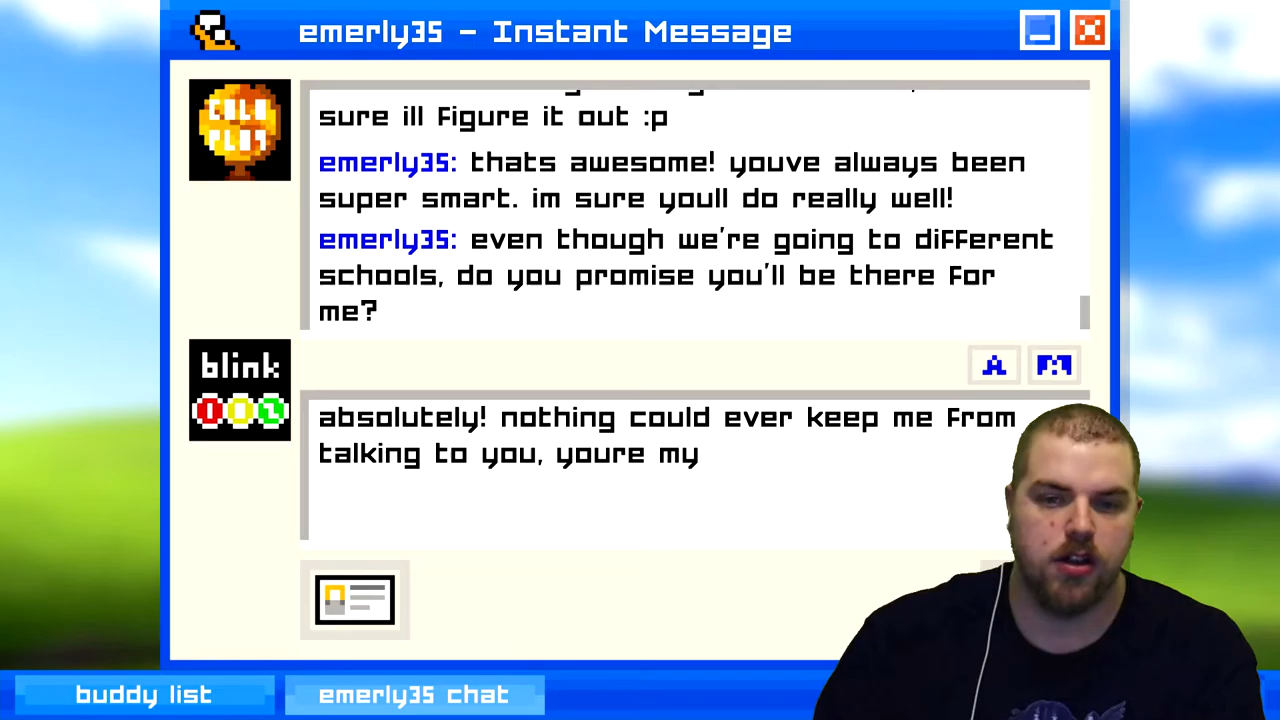 emerly35 - Instant Message
COLD
PLAY
sure ill Figure it out :p
emerly35: thats awesome! youve always been
super smart. im sure youll do really well!
emerly35: even though we're going to diFFerent
schools, do you promise you'll be there For
me?
A
blink
182
absolutely! nothing could ever keep me From
talking to you, youre my
buddy list
emerly35 chat